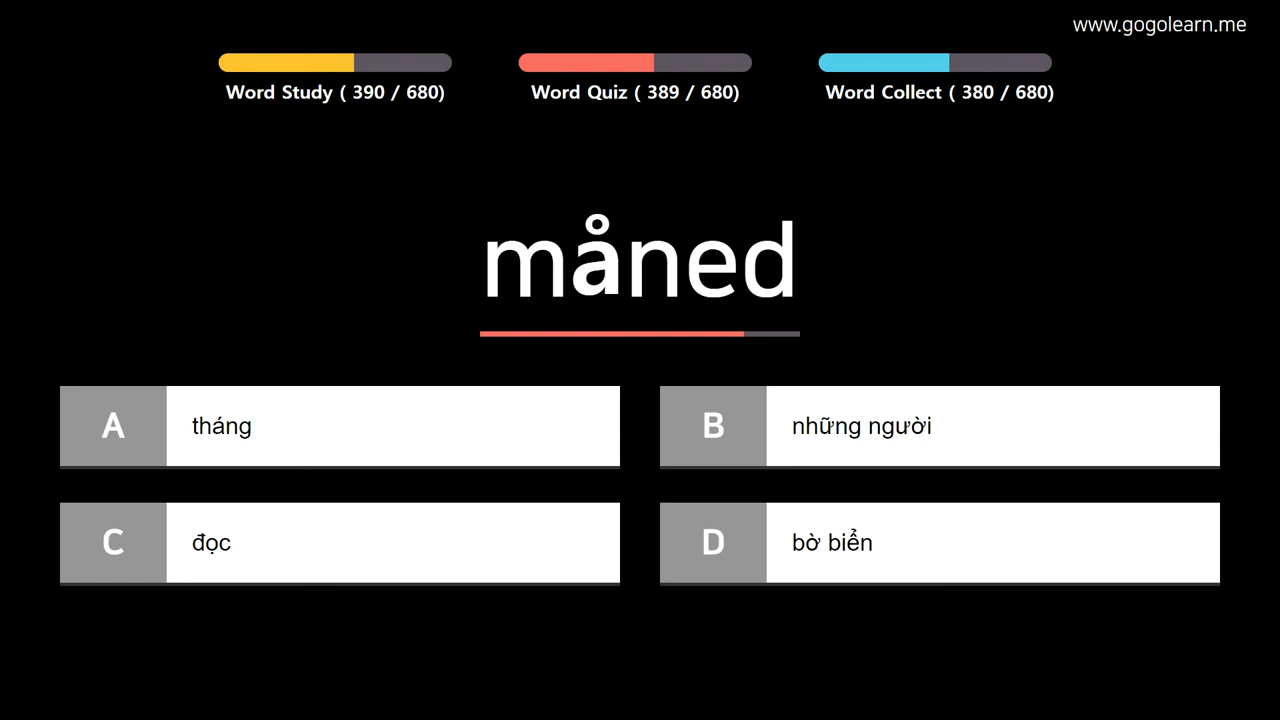 www.gogolearn.me
Word Study ( 390 / 680)
Word Quiz ( 389 / 680)
Word Collect ( 380 / 680)
måned
A tháng
B những người
C đọc
D bờ biển